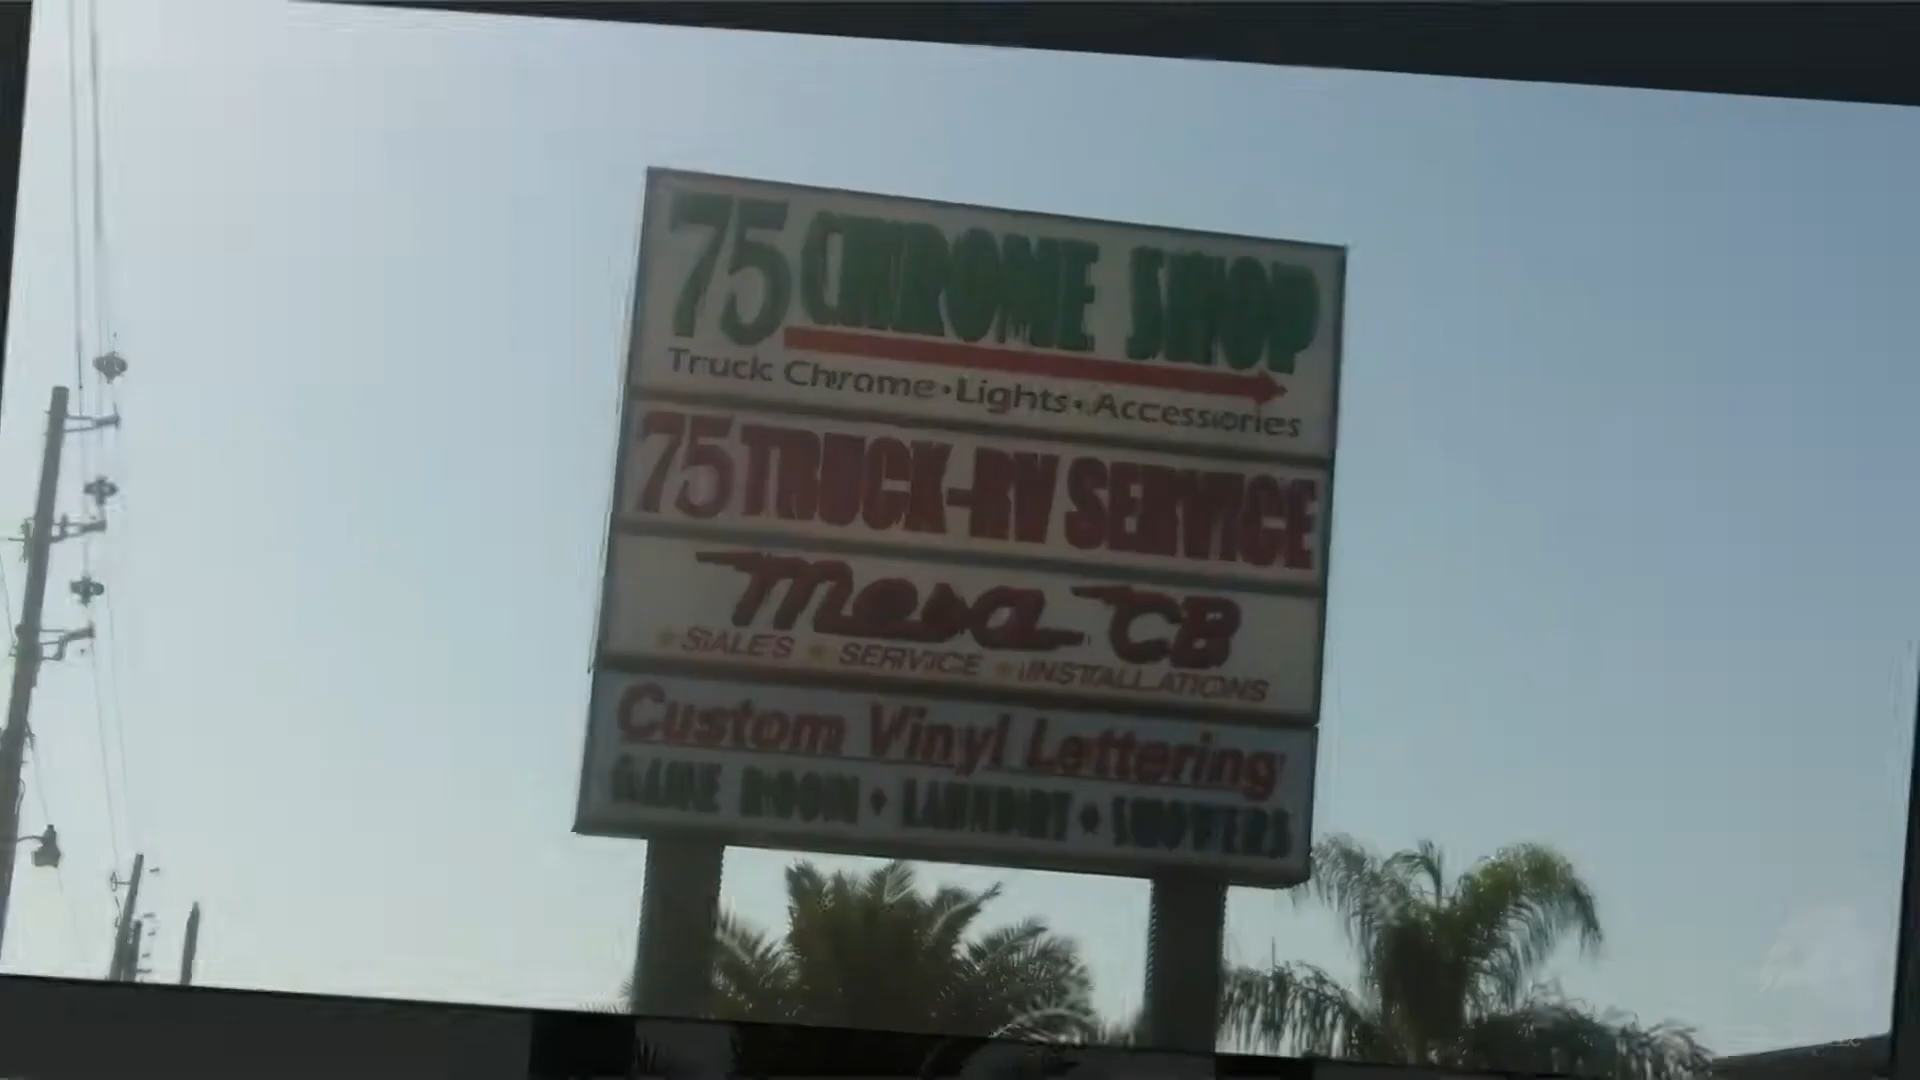 75 CHROME SHOP
Truck Chrome • Lights • Accessories
75 TRUCK-RV SERVICE
Mesa CB
SALES SERVICE INSTALLATIONS
Custom Vinyl Lettering
GAME ROOM • LAUNDRY • SHOWERS